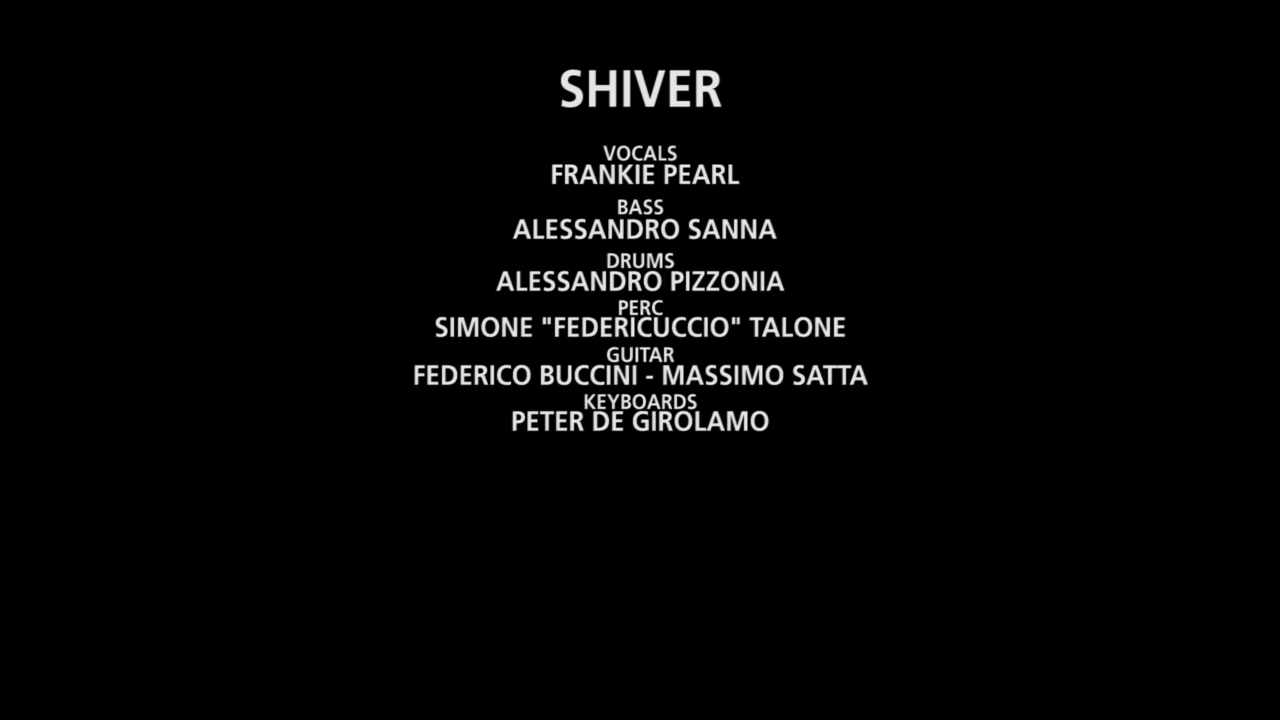 SHIVER
VOCALS
FRANKIE PEARL
BASS
ALESSANDRO SANNA
DRUMS
ALESSANDRO PIZZONIA
PERC
SIMONE "FEDERICUCCIO" TALONE
GUITAR
FEDERICO BUCCINI - MASSIMO SATTA
KEYBOARDS
PETER DE GIROLAMO